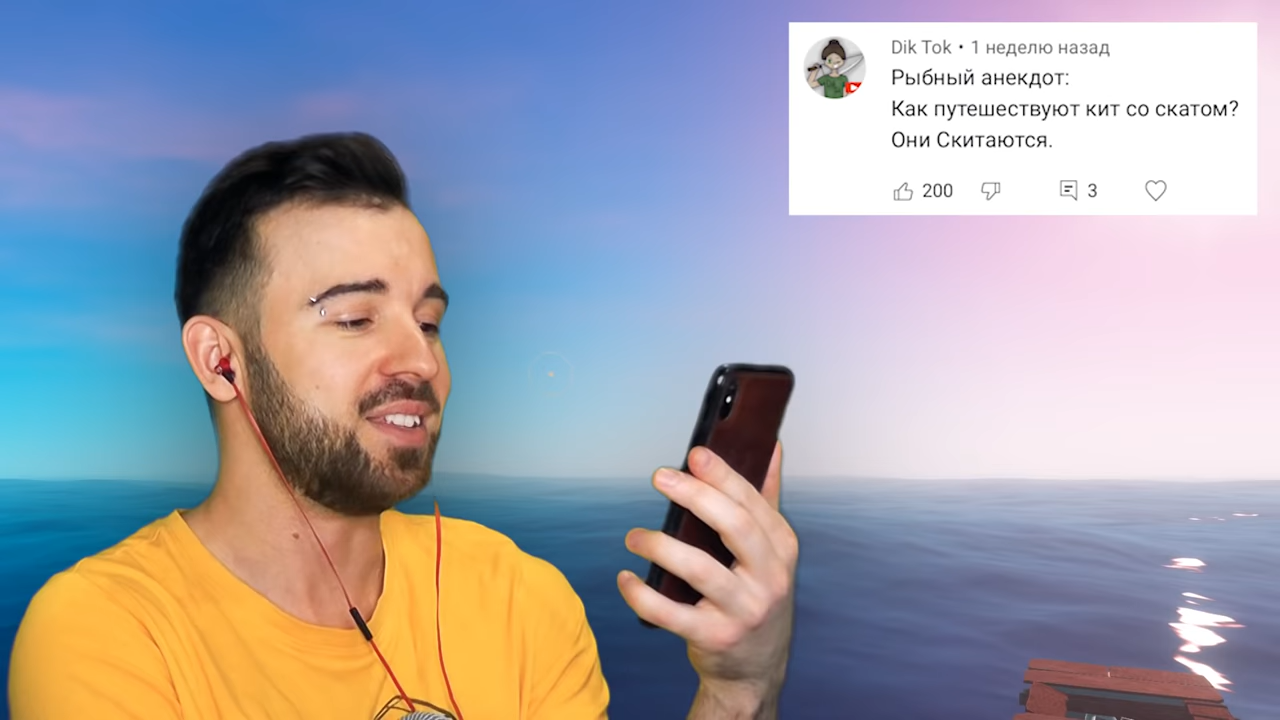 Dik Tok • 1 неделю назад
Рыбный анекдот:
Как путешествуют кит со скатом?
Они Скитаются.
200 3